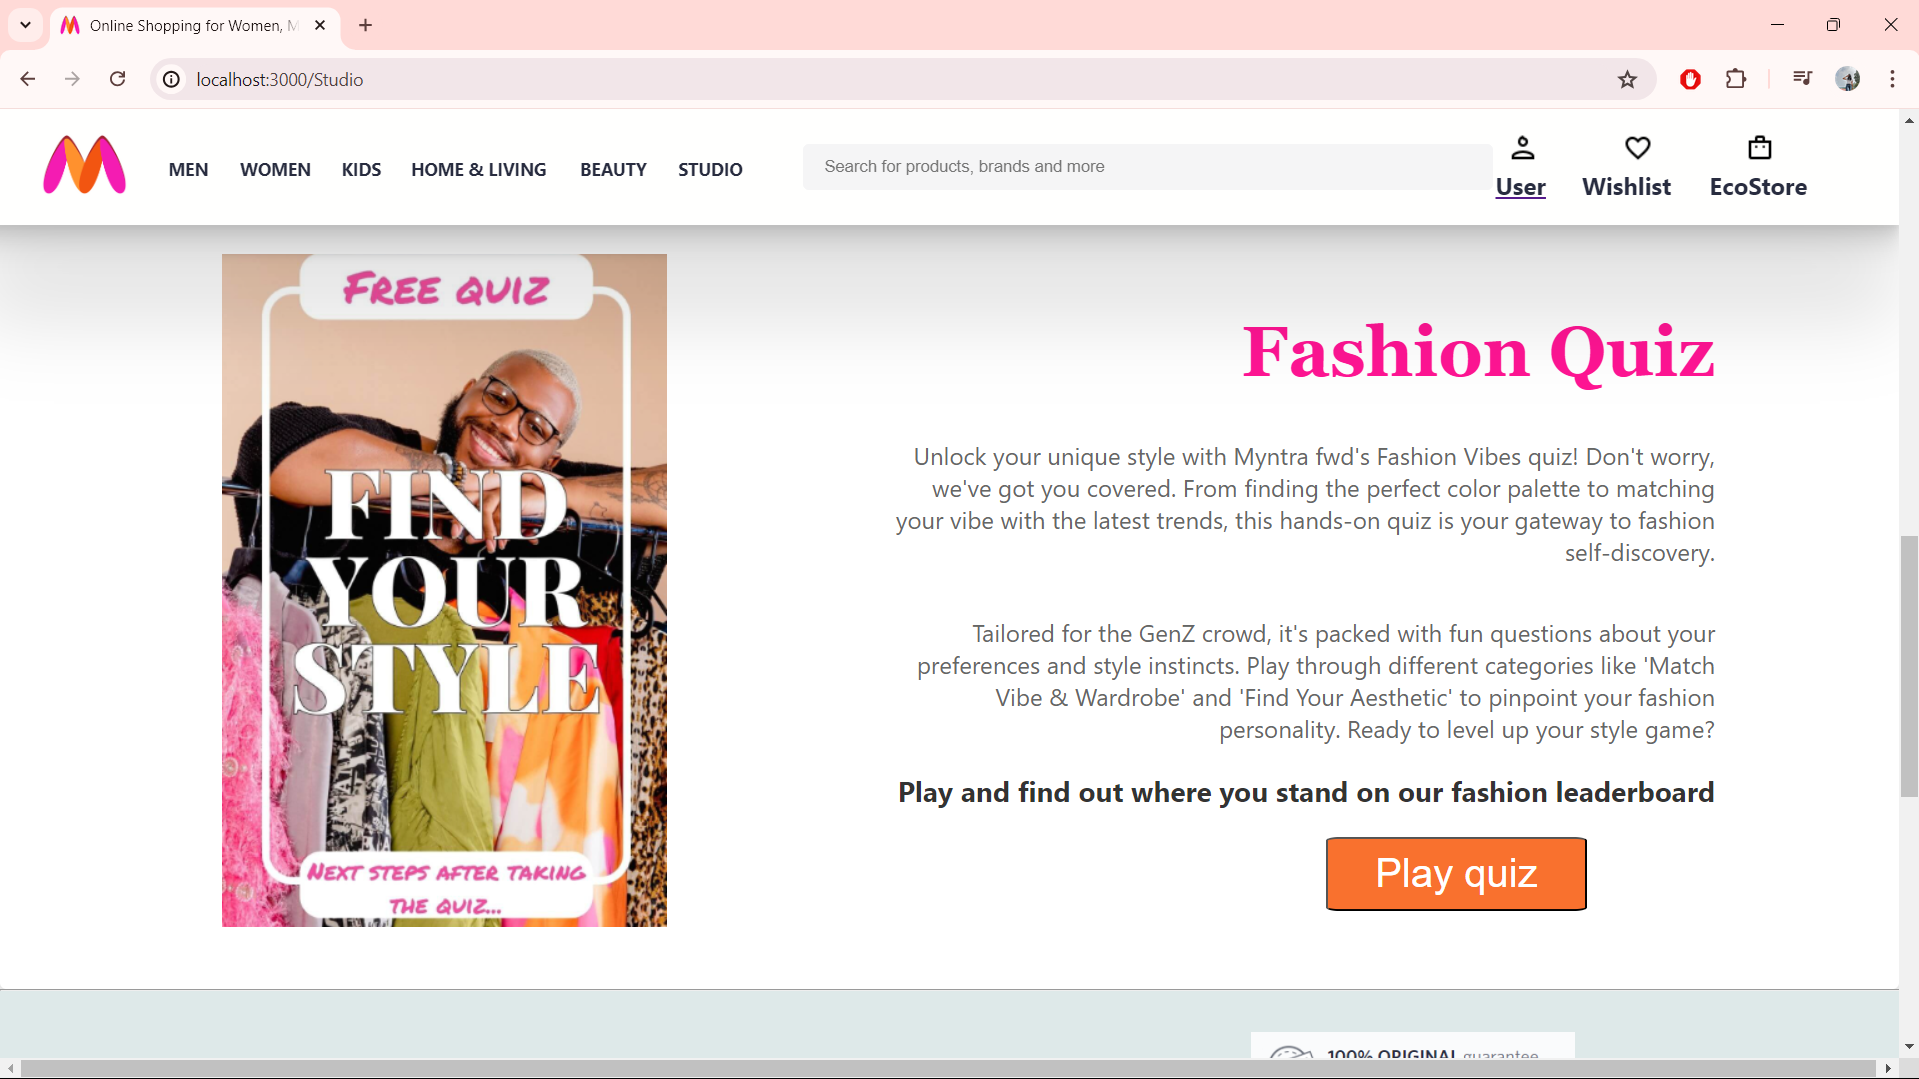 Online Shopping for Women, M
localhost:3000/Studio
MEN
WOMEN
KIDS
HOME & LIVING
BEAUTY
STUDIO
Search for products, brands and more
User
Wishlist
EcoStore
FREE QUIZ
FIND
YOUR
STYLE
NEXT STEPS AFTER TAKING
THE QUIZ...
Fashion Quiz
Unlock your unique style with Myntra fwd's Fashion Vibes quiz! Don't worry,
we've got you covered. From finding the perfect color palette to matching
your vibe with the latest trends, this hands-on quiz is your gateway to fashion
self-discovery.
Tailored for the GenZ crowd, it's packed with fun questions about your
preferences and style instincts. Play through different categories like 'Match
Vibe & Wardrobe' and 'Find Your Aesthetic' to pinpoint your fashion
personality. Ready to level up your style game?
Play and find out where you stand on our fashion leaderboard
Play quiz
100% ORIGINAL guarantee